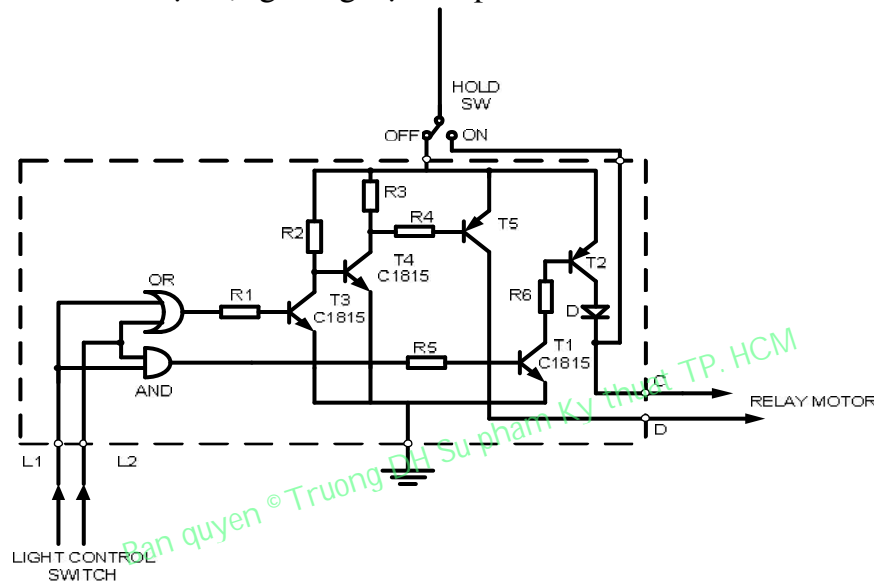 HOLD
SW
OFF
ON
R3
R4
R2
T5
T4
C1815
T2
OR
R1
T3
C1815
R6
D
R5
T1
C1815
AND
C
RELAY MOTOR
D
L1
L2
LIGHT CONTROL
SWITCH
Ban quyen © Truong DH Su pham Ky thuat TP. HCM